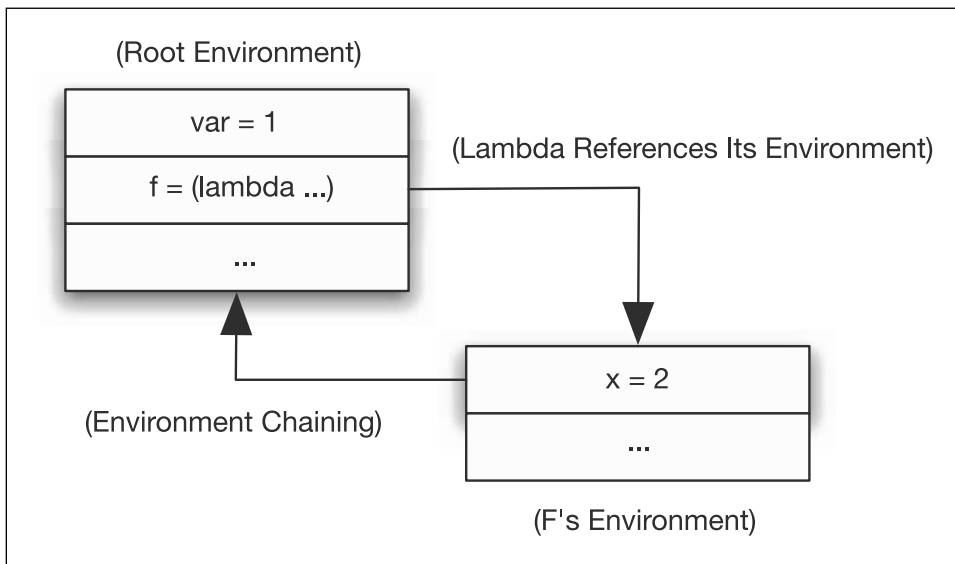 (Root Environment)
var = 1
(Lambda References Its Environment)
f = (lambda ...)
...
x = 2
(Environment Chaining)
...
(F's Environment)